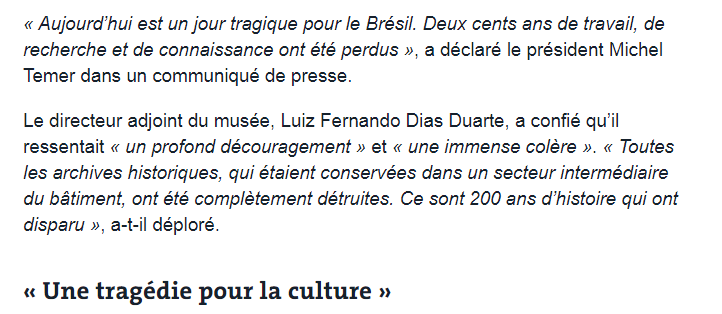 « Aujourd’hui est un jour tragique pour le Brésil. Deux cents ans de travail, de
recherche et de connaissance ont été perdus », a déclaré le président Michel
Temer dans un communiqué de presse.
Le directeur adjoint du musée, Luiz Fernando Dias Duarte, a confié qu’il
ressentait « un profond découragement » et « une immense colère ». « Toutes
les archives historiques, qui étaient conservées dans un secteur intermédiaire
du bâtiment, ont été complètement détruites. Ce sont 200 ans d’histoire qui ont
disparu », a-t-il déploré.
« Une tragédie pour la culture »